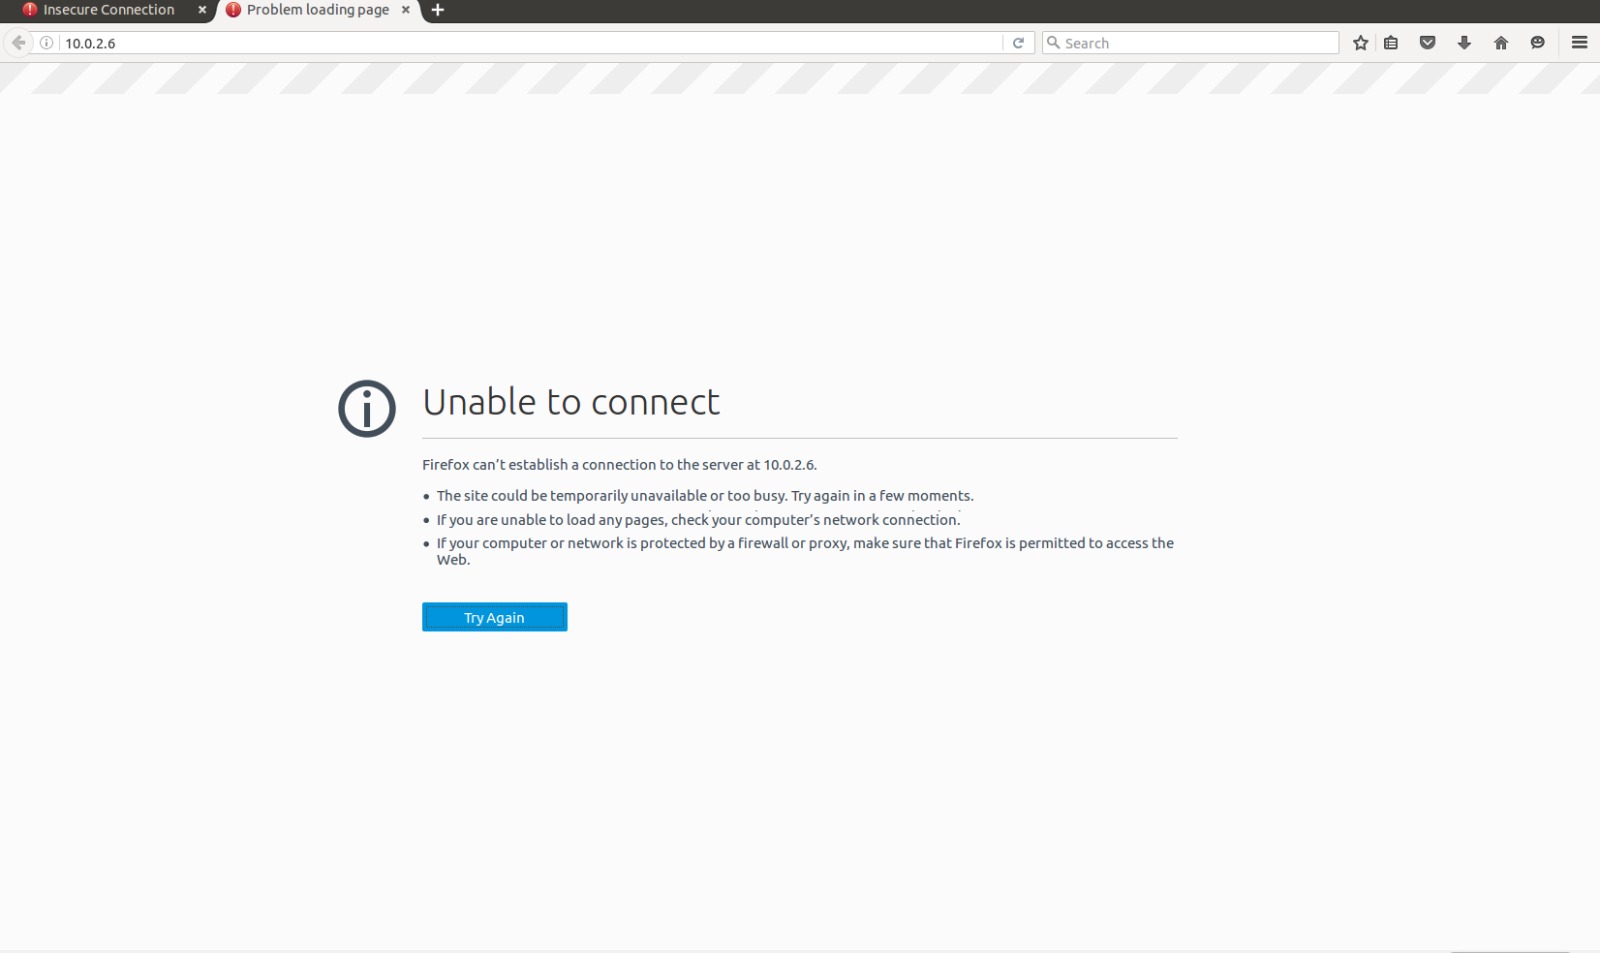 Insecure Connection
Problem loading page
10.0.2.6
Search
Unable to connect
Firefox can’t establish a connection to the server at 10.0.2.6.
The site could be temporarily unavailable or too busy. Try again in a few moments.
If you are unable to load any pages, check your computer’s network connection.
If your computer or network is protected by a firewall or proxy, make sure that Firefox is permitted to access the
Web.
Try Again